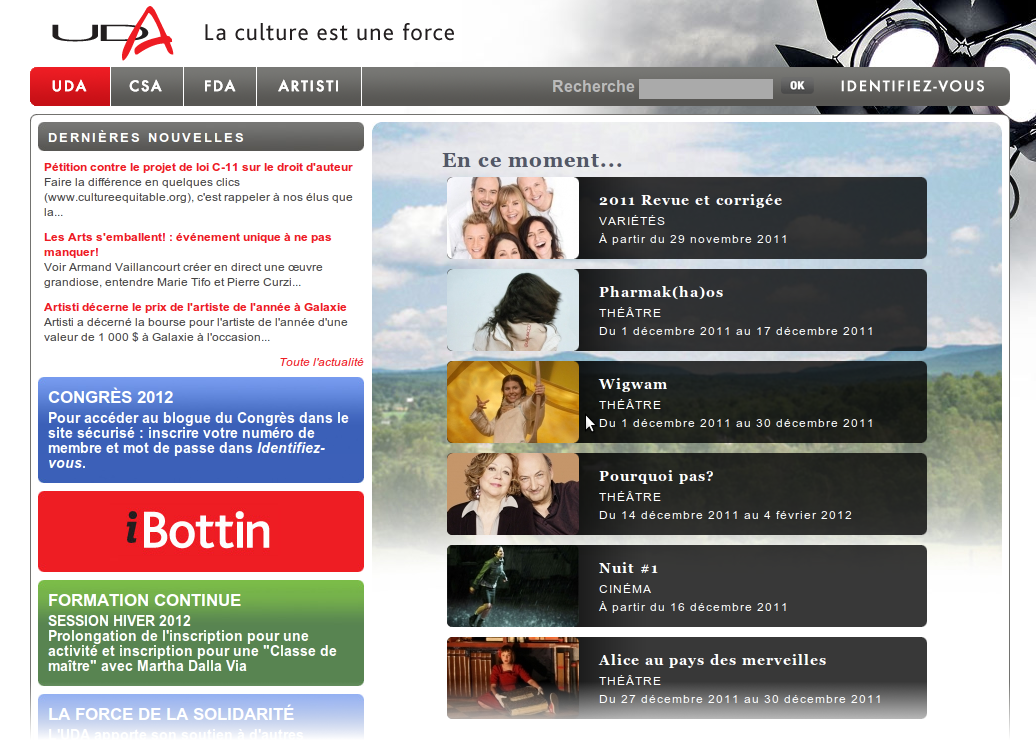 UDA
La culture est une force
UDA
CSA
FDA
ARTISTI
Recherche
OK
IDENTIFIEZ-VOUS
DERNIÈRES NOUVELLES
Pétition contre le projet de loi C-11 sur le droit d'auteur
Faire la différence en quelques clics
(www.cultureequitable.org), c'est rappeler à nos élus que
la...
Les Arts s'emballent! : événement unique à ne pas
manquer!
Voir Armand Vaillancourt créer en direct une œuvre
grandiose, entendre Marie Tifo et Pierre Curzi...
Artisti décerne le prix de l'artiste de l'année à Galaxie
Artisti a décerné la bourse pour l'artiste de l'année d'une
valeur de 1 000 $ à Galaxie à l'occasion...
Toute l'actualité
CONGRÈS 2012
Pour accéder au blogue du Congrès dans le
site sécurisé : inscrire votre numéro de
membre et mot de passe dans Identifiez-
vous.
iBottin
FORMATION CONTINUE
SESSION HIVER 2012
Prolongation de l'inscription pour une
activité et inscription pour une "Classe de
maître" avec Martha Dalla Via
LA FORCE DE LA SOLIDARITÉ
L'UDA apporte son soutien à d'autres
En ce moment...
2011 Revue et corrigée
VARIÉTÉS
À partir du 29 novembre 2011
Pharmak(ha)os
THÉÂTRE
Du 1 décembre 2011 au 17 décembre 2011
Wigwam
THÉÂTRE
Du 1 décembre 2011 au 30 décembre 2011
Pourquoi pas?
THÉÂTRE
Du 14 décembre 2011 au 4 février 2012
Nuit #1
CINÉMA
À partir du 16 décembre 2011
Alice au pays des merveilles
THÉÂTRE
Du 27 décembre 2011 au 30 décembre 2011